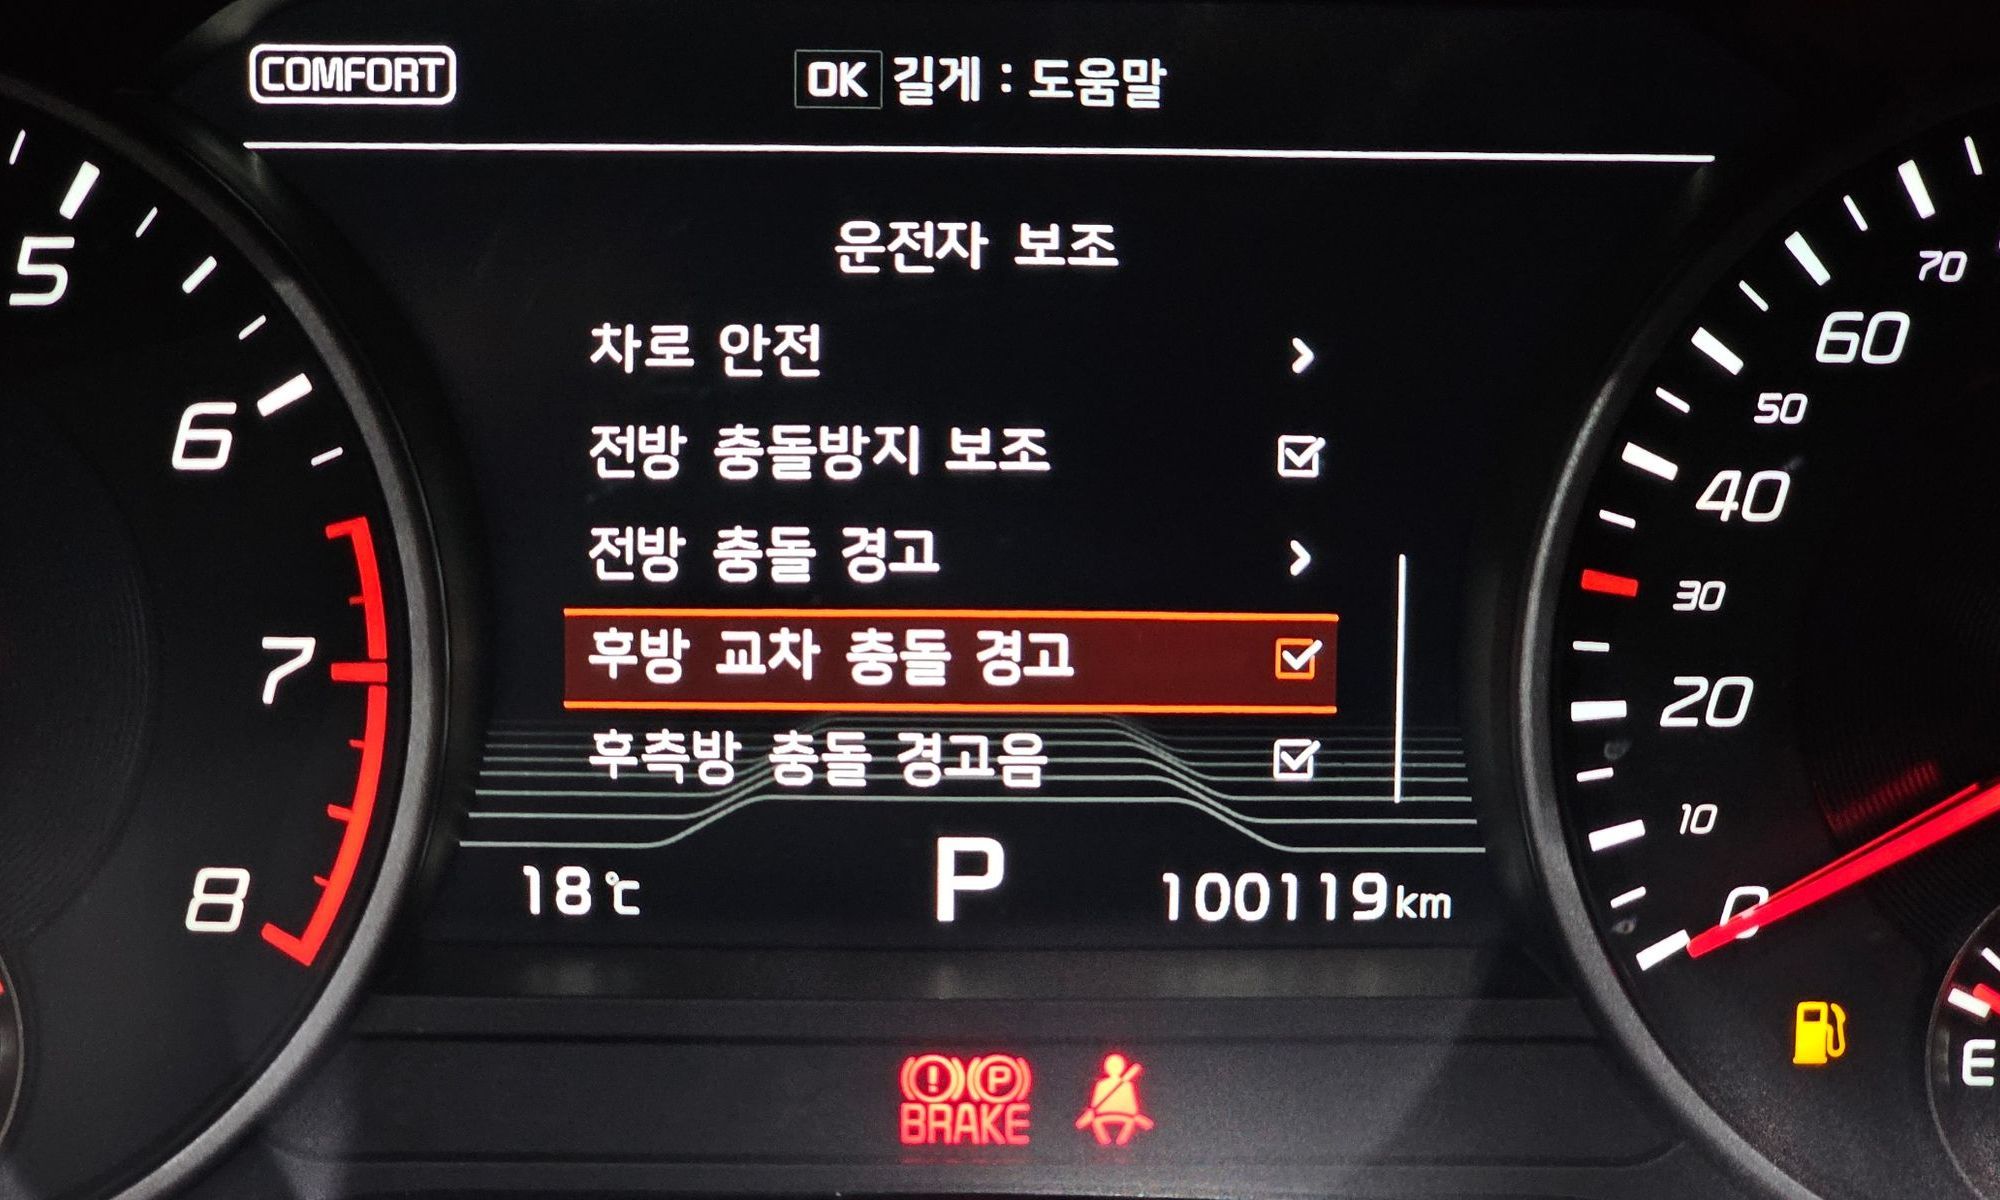 COMFORT
OK 길게 : 도움말
운전자 보조
차로 안전
전방 충돌방지 보조
전방 충돌 경고
후방 교차 충돌 경고
후측방 충돌 경고음
18℃
P
100119km
5
6
7
8
70
60
50
40
30
20
10
0
E
P
BRAKE